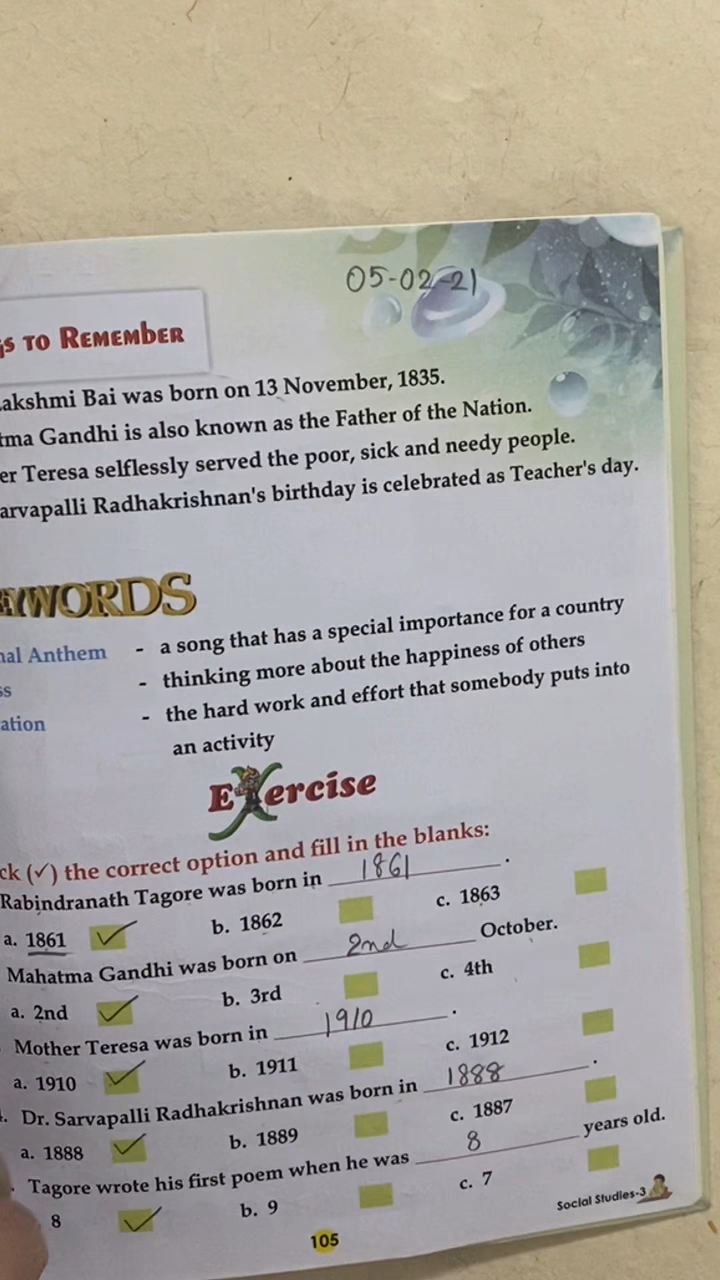 05-02-21
GS TO REMEMBER
akshmi Bai was born on 13 November, 1835.
tma Gandhi is also known as the Father of the Nation.
er Teresa selflessly served the poor, sick and needy people.
arvapalli Radhakrishnan's birthday is celebrated as Teacher's day.
EYWORDS
nal Anthem - a song that has a special importance for a country
ss - thinking more about the happiness of others
ation - the hard work and effort that somebody puts into
an activity
Exercise
ck (✓) the correct option and fill in the blanks:
Rabindranath Tagore was born in 1861.
a. 1861 ✓ b. 1862 c. 1863
Mahatma Gandhi was born on 2nd October.
a. 2nd ✓ b. 3rd c. 4th
Mother Teresa was born in 1910.
a. 1910 ✓ b. 1911 c. 1912
. Dr. Sarvapalli Radhakrishnan was born in 1888.
a. 1888 ✓ b. 1889 c. 1887
. Tagore wrote his first poem when he was 8 years old.
8 ✓ b. 9 c. 7
105
Social Studies-3